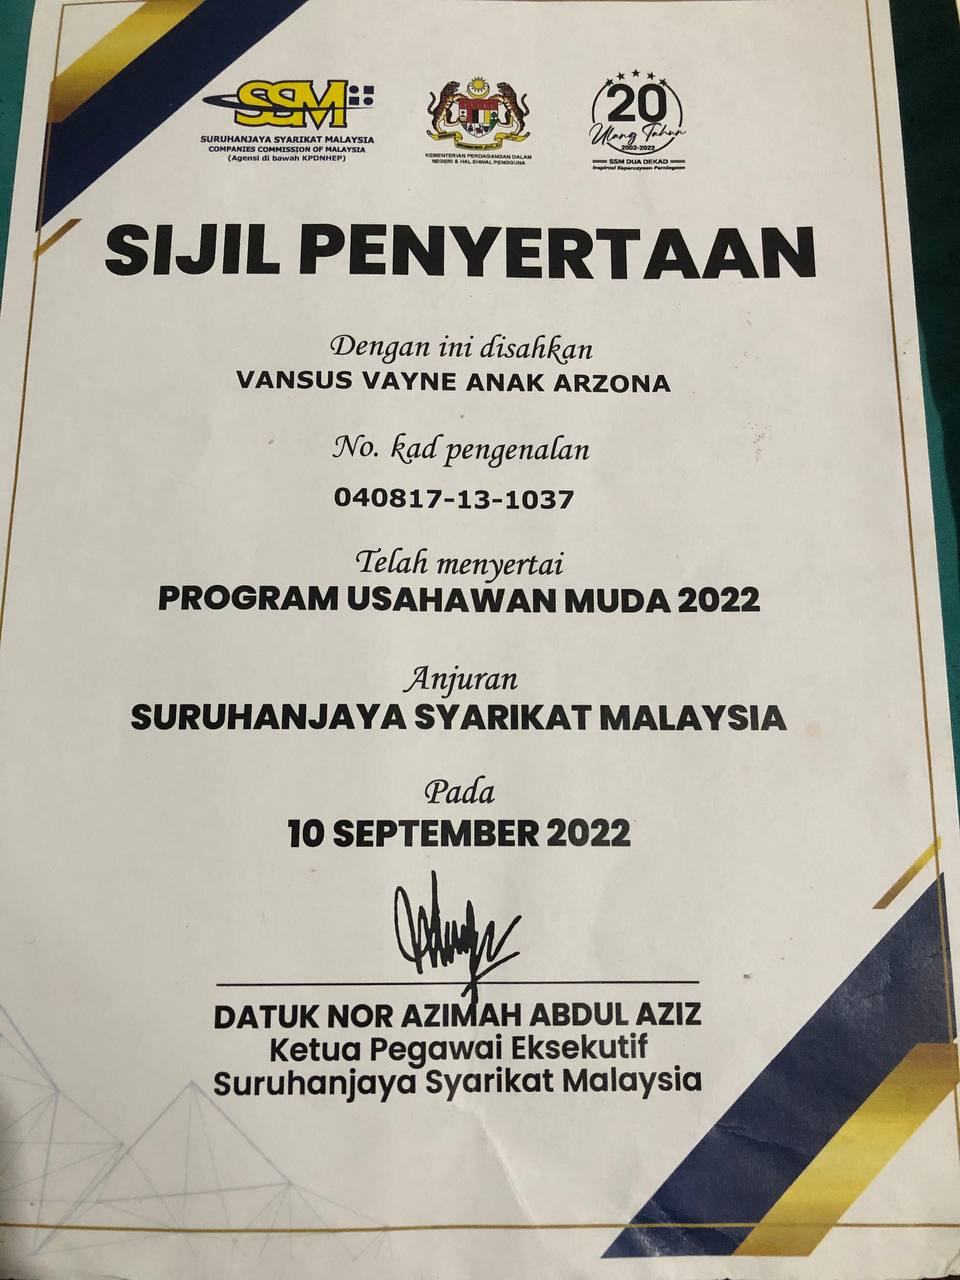 SSM
SURUHANJAYA SYARIKAT MALAYSIA
COMPANIES COMMISSION OF MALAYSIA
(Agensi di bawah KPDNHEP)
KEMENTERIAN PERDAGANGAN DALAM
NEGERI & HAL EHWAL PENGGUNA
20
Ulang Tahun
2002-2022
SSM DUA DEKAD
Inspirasi Kepercayaan Perniagaan
SIJIL PENYERTAAN
Dengan ini disahkan
VANSUS VAYNE ANAK ARZONA
No. kad pengenalan
040817-13-1037
Telah menyertai
PROGRAM USAHAWAN MUDA 2022
Anjuran
SURUHANJAYA SYARIKAT MALAYSIA
Pada
10 SEPTEMBER 2022
DATUK NOR AZIMAH ABDUL AZIZ
Ketua Pegawai Eksekutif
Suruhanjaya Syarikat Malaysia